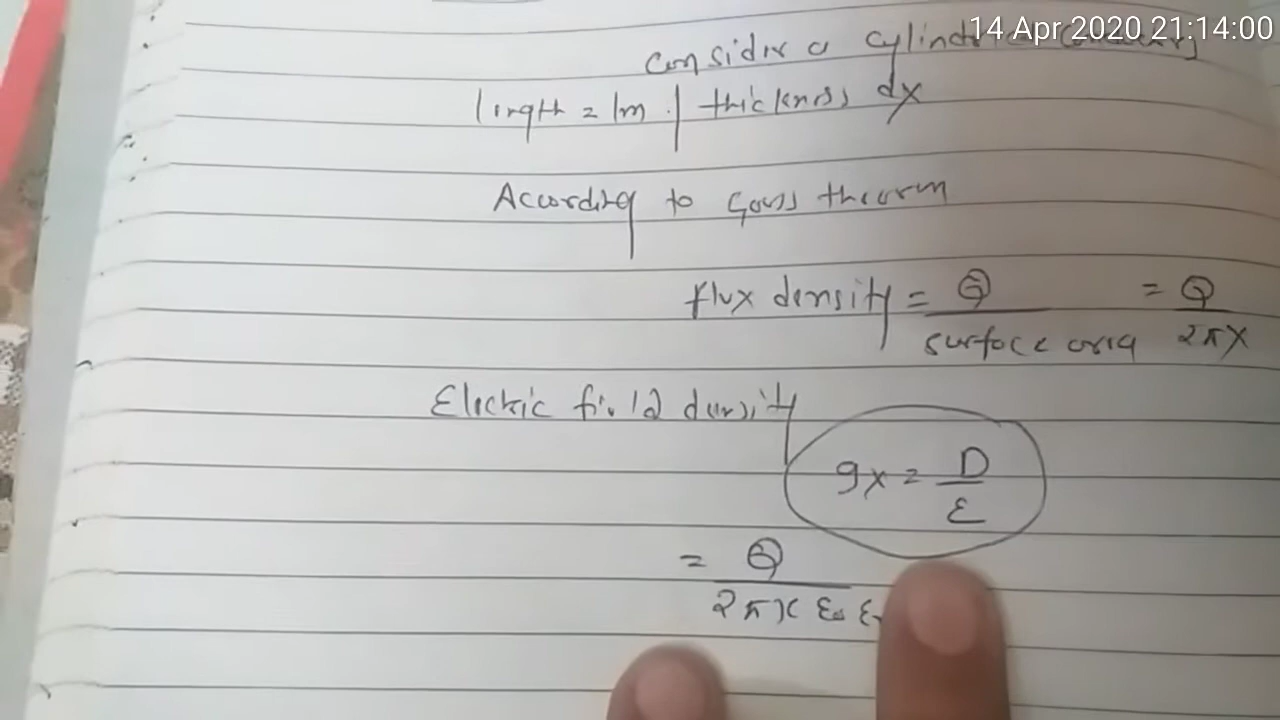 14 Apr 2020 21:14:00
Consider a
length = 1m . thickness dx
According to Gauss theorem
flux density = Q / surface area = Q / 2πx
Electric field density
gx = D / ε
= Q / 2πx ε₀ εr